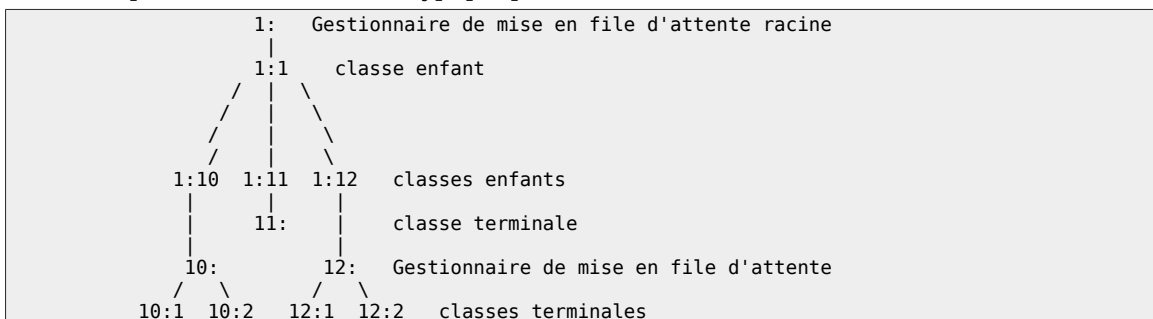 1: Gestionnaire de mise en file d'attente racine
1:1 classe enfant
1:10 1:11 1:12 classes enfants
11: classe terminale
10: 12: Gestionnaire de mise en file d'attente
10:1 10:2 12:1 12:2 classes terminales